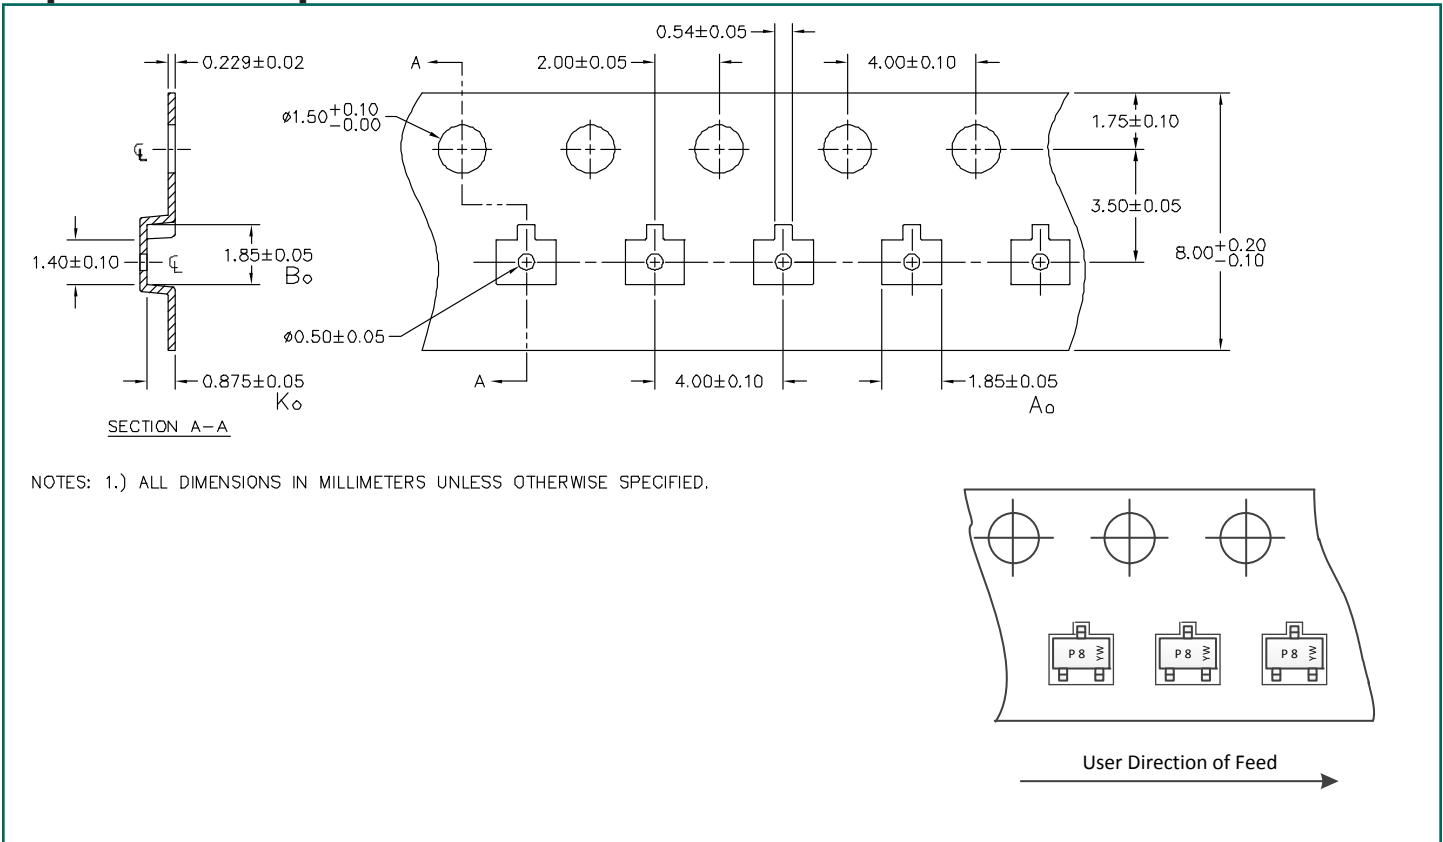 0.54±0.05
0.229±0.02
A
2.00±0.05
4.00±0.10
ø1.50+0.10
-0.00
1.75±0.10
℄
3.50±0.05
1.40±0.10
℄
1.85±0.05
Bo
8.00+0.20
-0.10
ø0.50±0.05
0.875±0.05
Ko
A
4.00±0.10
1.85±0.05
Ao
SECTION A-A
NOTES: 1.) ALL DIMENSIONS IN MILLIMETERS UNLESS OTHERWISE SPECIFIED.
P 8 YW
P 8 YW
P 8 YW
User Direction of Feed